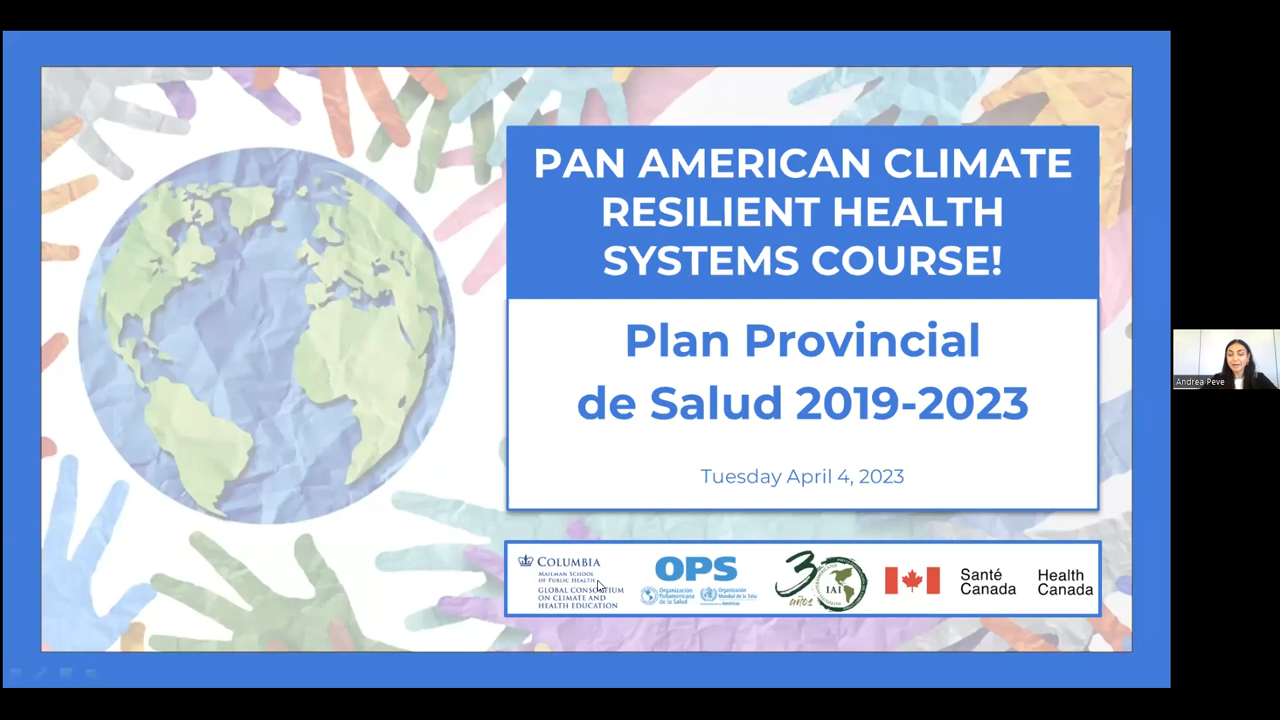 PAN AMERICAN CLIMATE
RESILIENT HEALTH
SYSTEMS COURSE!
Plan Provincial
de Salud 2019-2023
Tuesday April 4, 2023
COLUMBIA
MAILMAN SCHOOL
OF PUBLIC HEALTH
GLOBAL CONSORTIUM
ON CLIMATE AND
HEALTH EDUCATION
OPS
Organización
Panamericana
de la Salud
Organización
Mundial de la Salud
30
años
IAI
Santé
Canada
Health
Canada
Andrea Peve